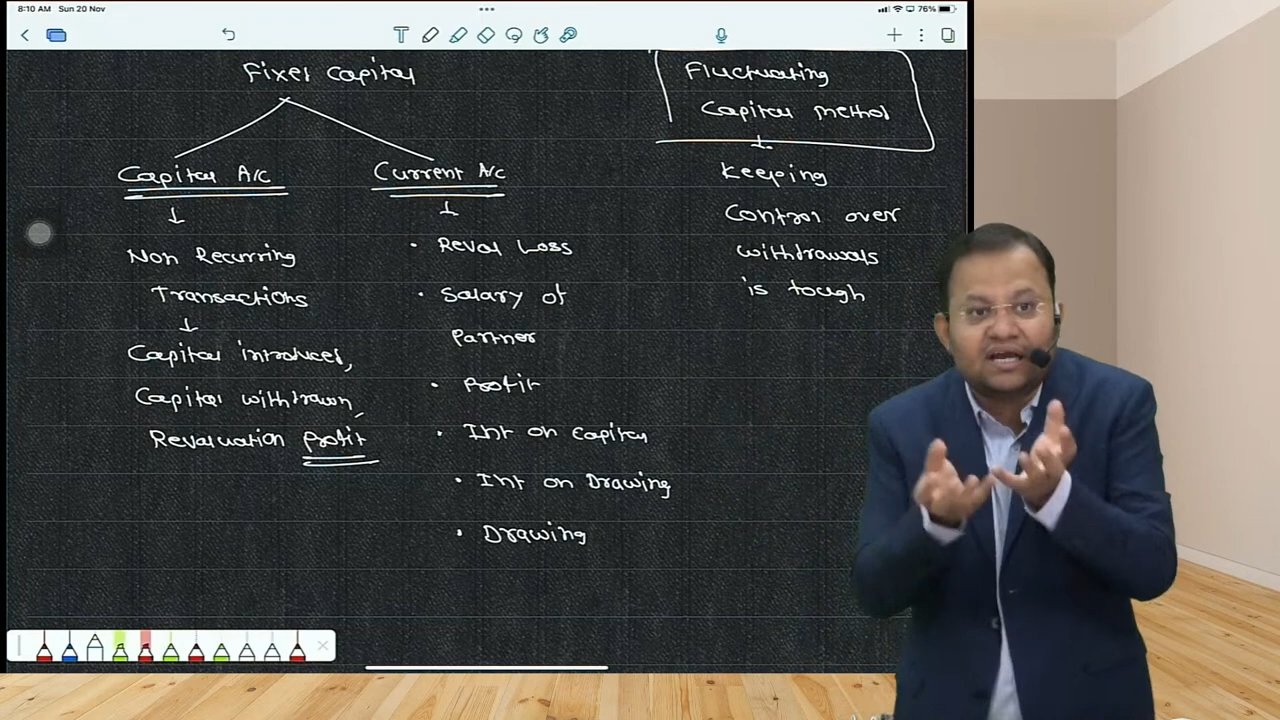 8:10 AM Sun 20 Nov
76%
Fixed Capital
Capital A/c
Non Recurring
Transactions
Capital introduced,
Capital withdrawn,
Revaluation Profit
Current A/c
• Reval Loss
• Salary of
Partner
• Profit
• Int on Capital
• Int on Drawing
• Drawing
Fluctuating
Capital Method
Keeping
Control over
withdrawals
is tough